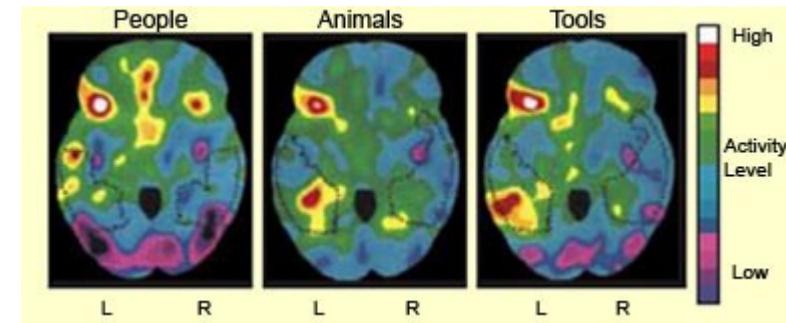 People Animals Tools
High
Activity
Level
Low
L R L R L R